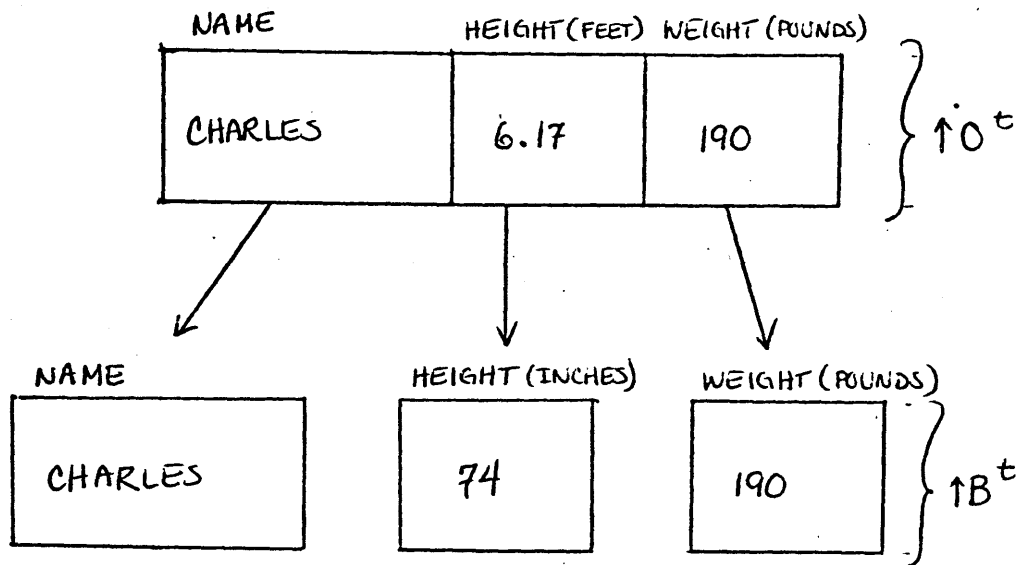 NAME HEIGHT (FEET) WEIGHT (POUNDS)
CHARLES 6.17 190 ↑O^t
NAME HEIGHT (INCHES) WEIGHT (POUNDS)
CHARLES 74 190 ↑B^t